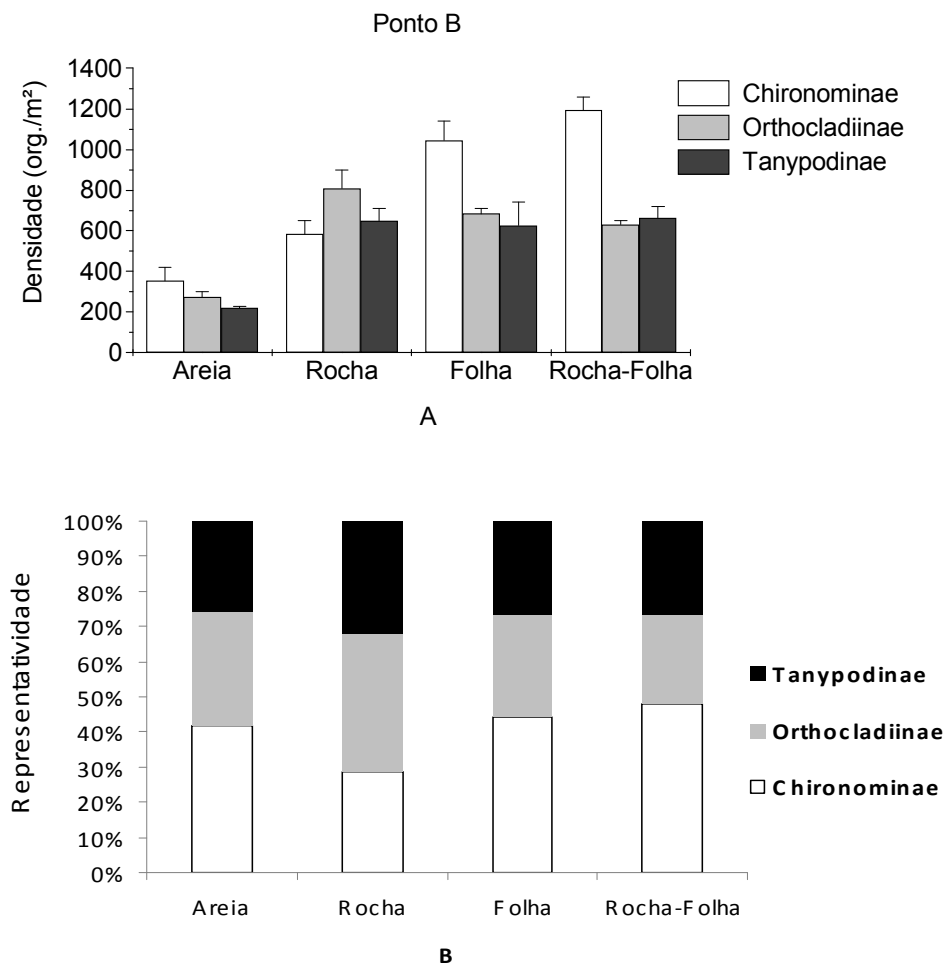 Ponto B
Densidade (org./m²)
1400
1200
1000
800
600
400
200
0
Areia Rocha Folha Rocha-Folha
Chironominae
Orthocladiinae
Tanypodinae
A
Representatividade
100%
90%
80%
70%
60%
50%
40%
30%
20%
10%
0%
Areia Rocha Folha Rocha-Folha
Tanypodinae
Orthocladiinae
Chironominae
B